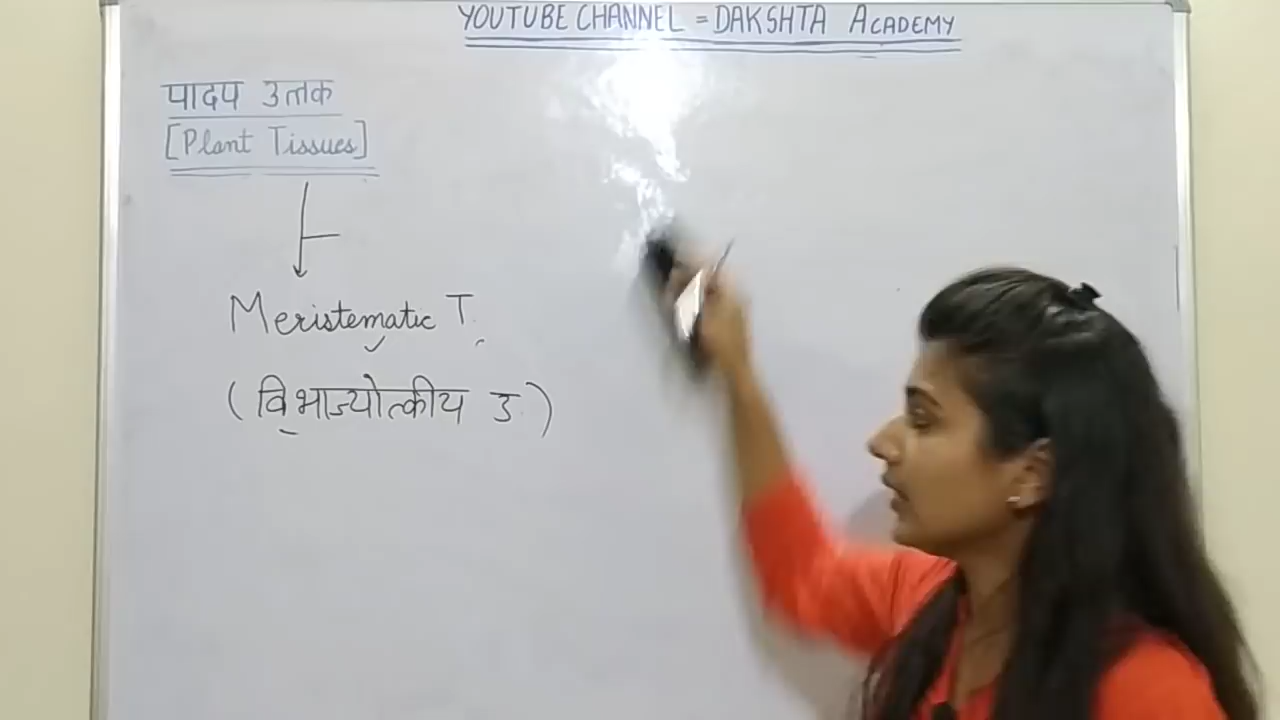 YOUTUBE CHANNEL = DAKSHTA ACADEMY
पादप उत्तक
[Plant Tissues]
Meristematic T.
(विभाज्योत्कीय उ.)